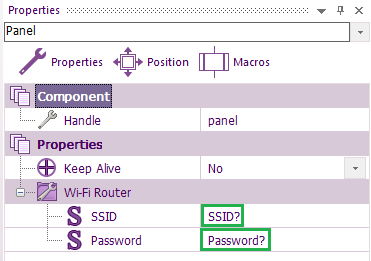 Properties
Panel
Properties Position Macros
Component
Handle panel
Properties
Keep Alive No
Wi-Fi Router
S SSID SSID?
S Password Password?